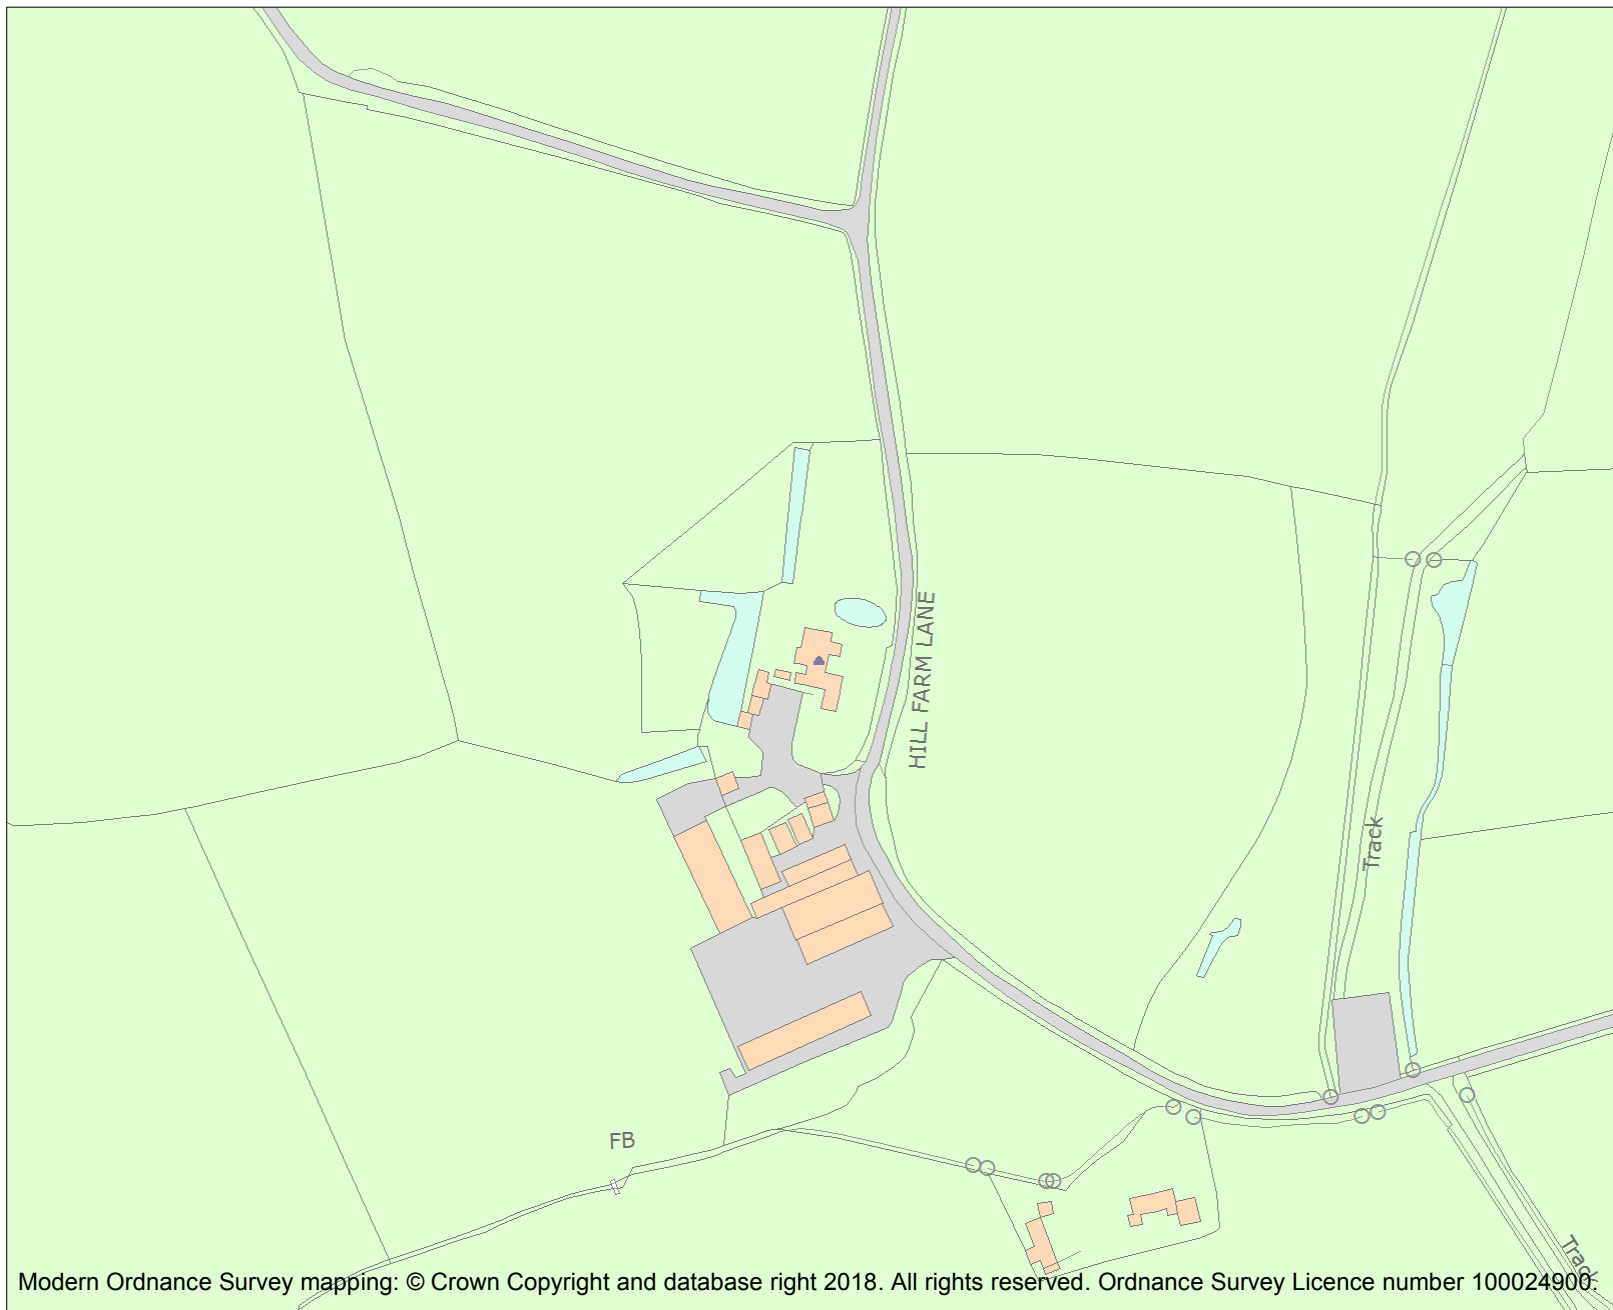 HILL FARM LANE
Track
FB
Track
Modern Ordnance Survey mapping: © Crown Copyright and database right 2018. All rights reserved. Ordnance Survey Licence number 100024900.